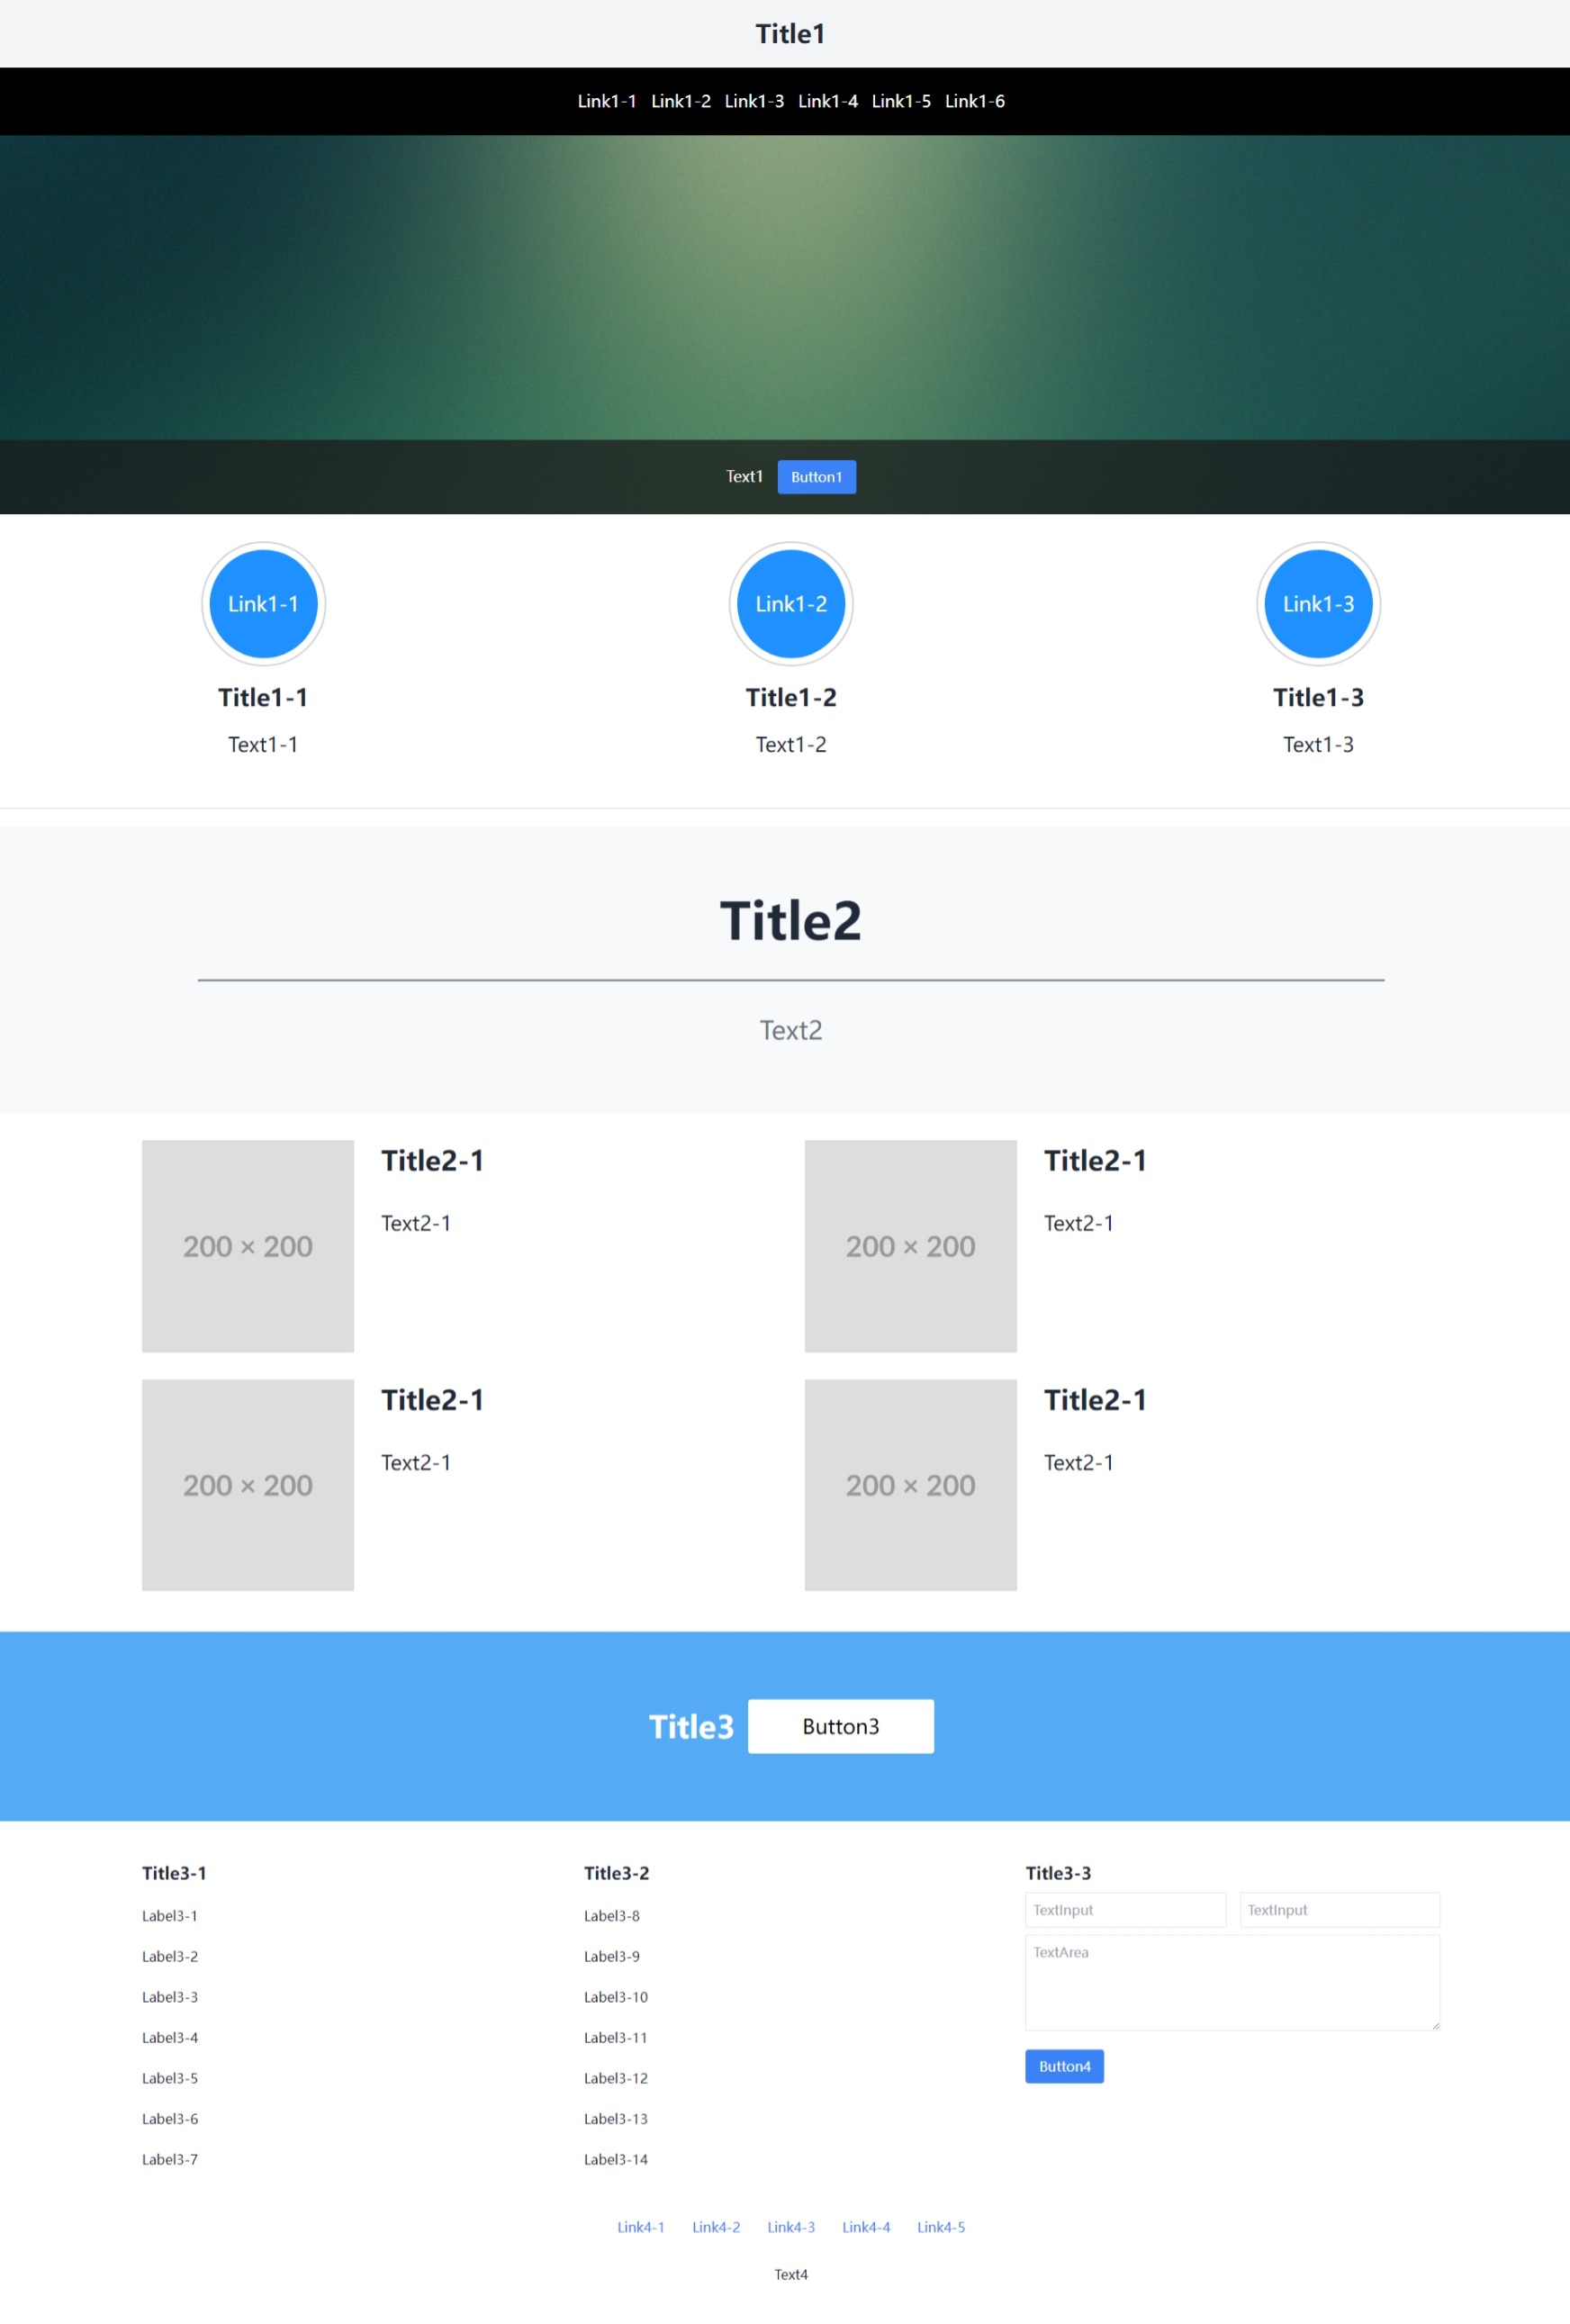 Title1
Link1-1 Link1-2 Link1-3 Link1-4 Link1-5 Link1-6
Text1 Button1
Link1-1 Link1-2 Link1-3
Title1-1 Title1-2 Title1-3
Text1-1 Text1-2 Text1-3
Title2
Text2
200 × 200
Title2-1
Text2-1
200 × 200
Title2-1
Text2-1
200 × 200
Title2-1
Text2-1
200 × 200
Title2-1
Text2-1
Title3 Button3
Title3-1
Label3-1
Label3-2
Label3-3
Label3-4
Label3-5
Label3-6
Label3-7
Title3-2
Label3-8
Label3-9
Label3-10
Label3-11
Label3-12
Label3-13
Label3-14
Title3-3
TextInput TextInput
TextArea
Button4
Link4-1 Link4-2 Link4-3 Link4-4 Link4-5
Text4